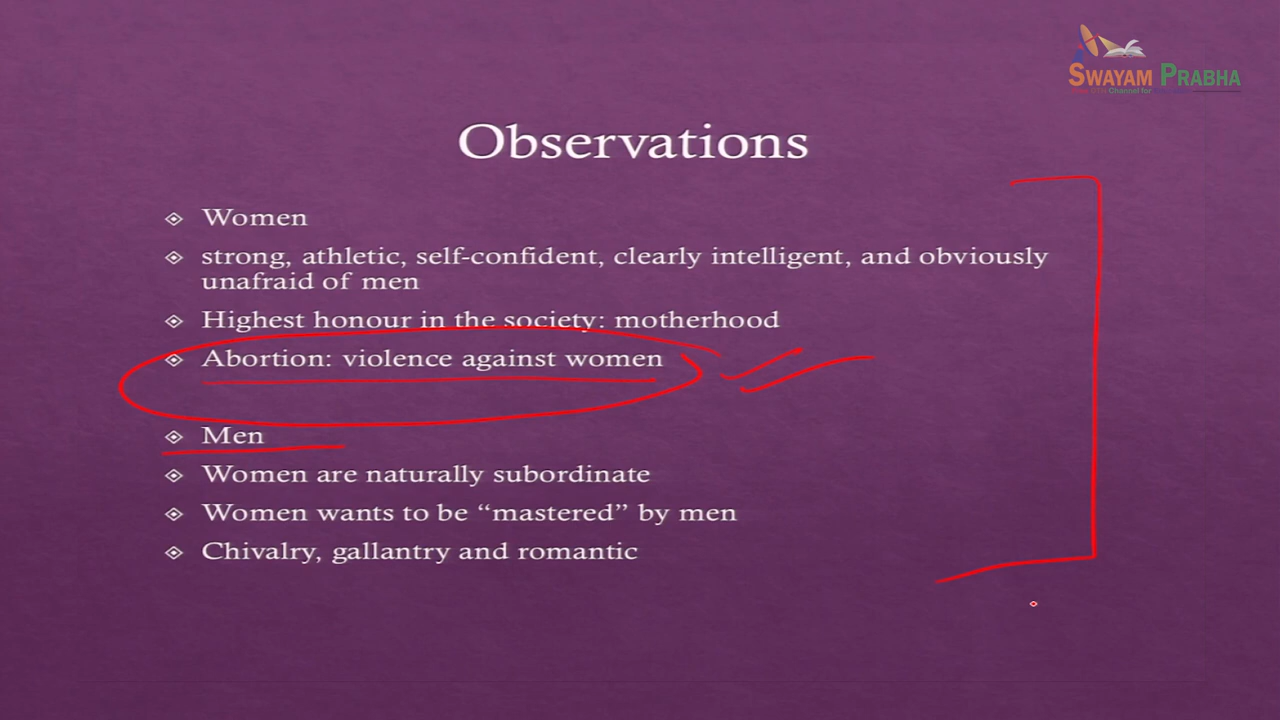 SWAYAM PRABHA
Channel for
Observations
Women
strong, athletic, self-confident, clearly intelligent, and obviously
unafraid of men
Highest honour in the society: motherhood
Abortion: violence against women
Men
Women are naturally subordinate
Women wants to be “mastered” by men
Chivalry, gallantry and romantic